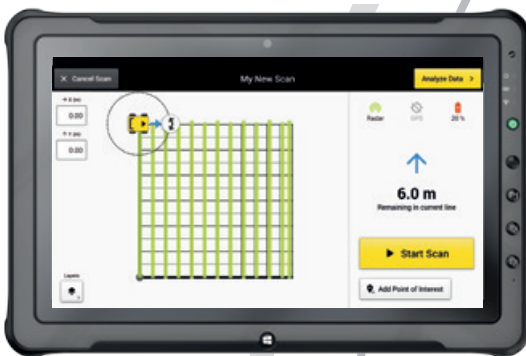 Cancel Scan
My New Scan
Analyze Data
0.00
0.00
Radar
GPS
20 %
6.0 m
Remaining in current line
Start Scan
Layers
Add Point of Interest